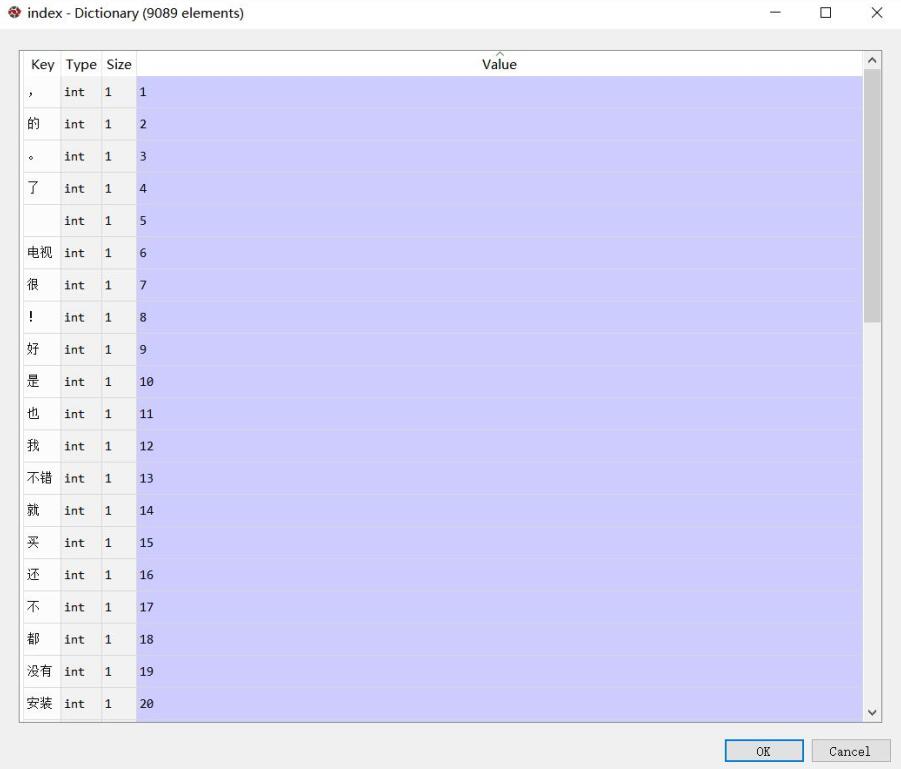 index - Dictionary (9089 elements)
Key Type Size Value
, int 1 1
的 int 1 2
。 int 1 3
了 int 1 4
int 1 5
电视 int 1 6
很 int 1 7
! int 1 8
好 int 1 9
是 int 1 10
也 int 1 11
我 int 1 12
不错 int 1 13
就 int 1 14
买 int 1 15
还 int 1 16
不 int 1 17
都 int 1 18
没有 int 1 19
安装 int 1 20
OK Cancel